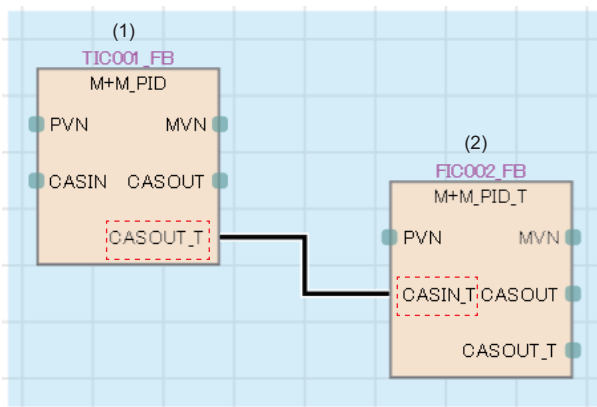 (1)
TIC001_FB
M+M_PID
PVN MVN
CASIN CASOUT
CASOUT_T
(2)
FIC002_FB
M+M_PID_T
PVN MVN
CASIN_T CASOUT
CASOUT_T